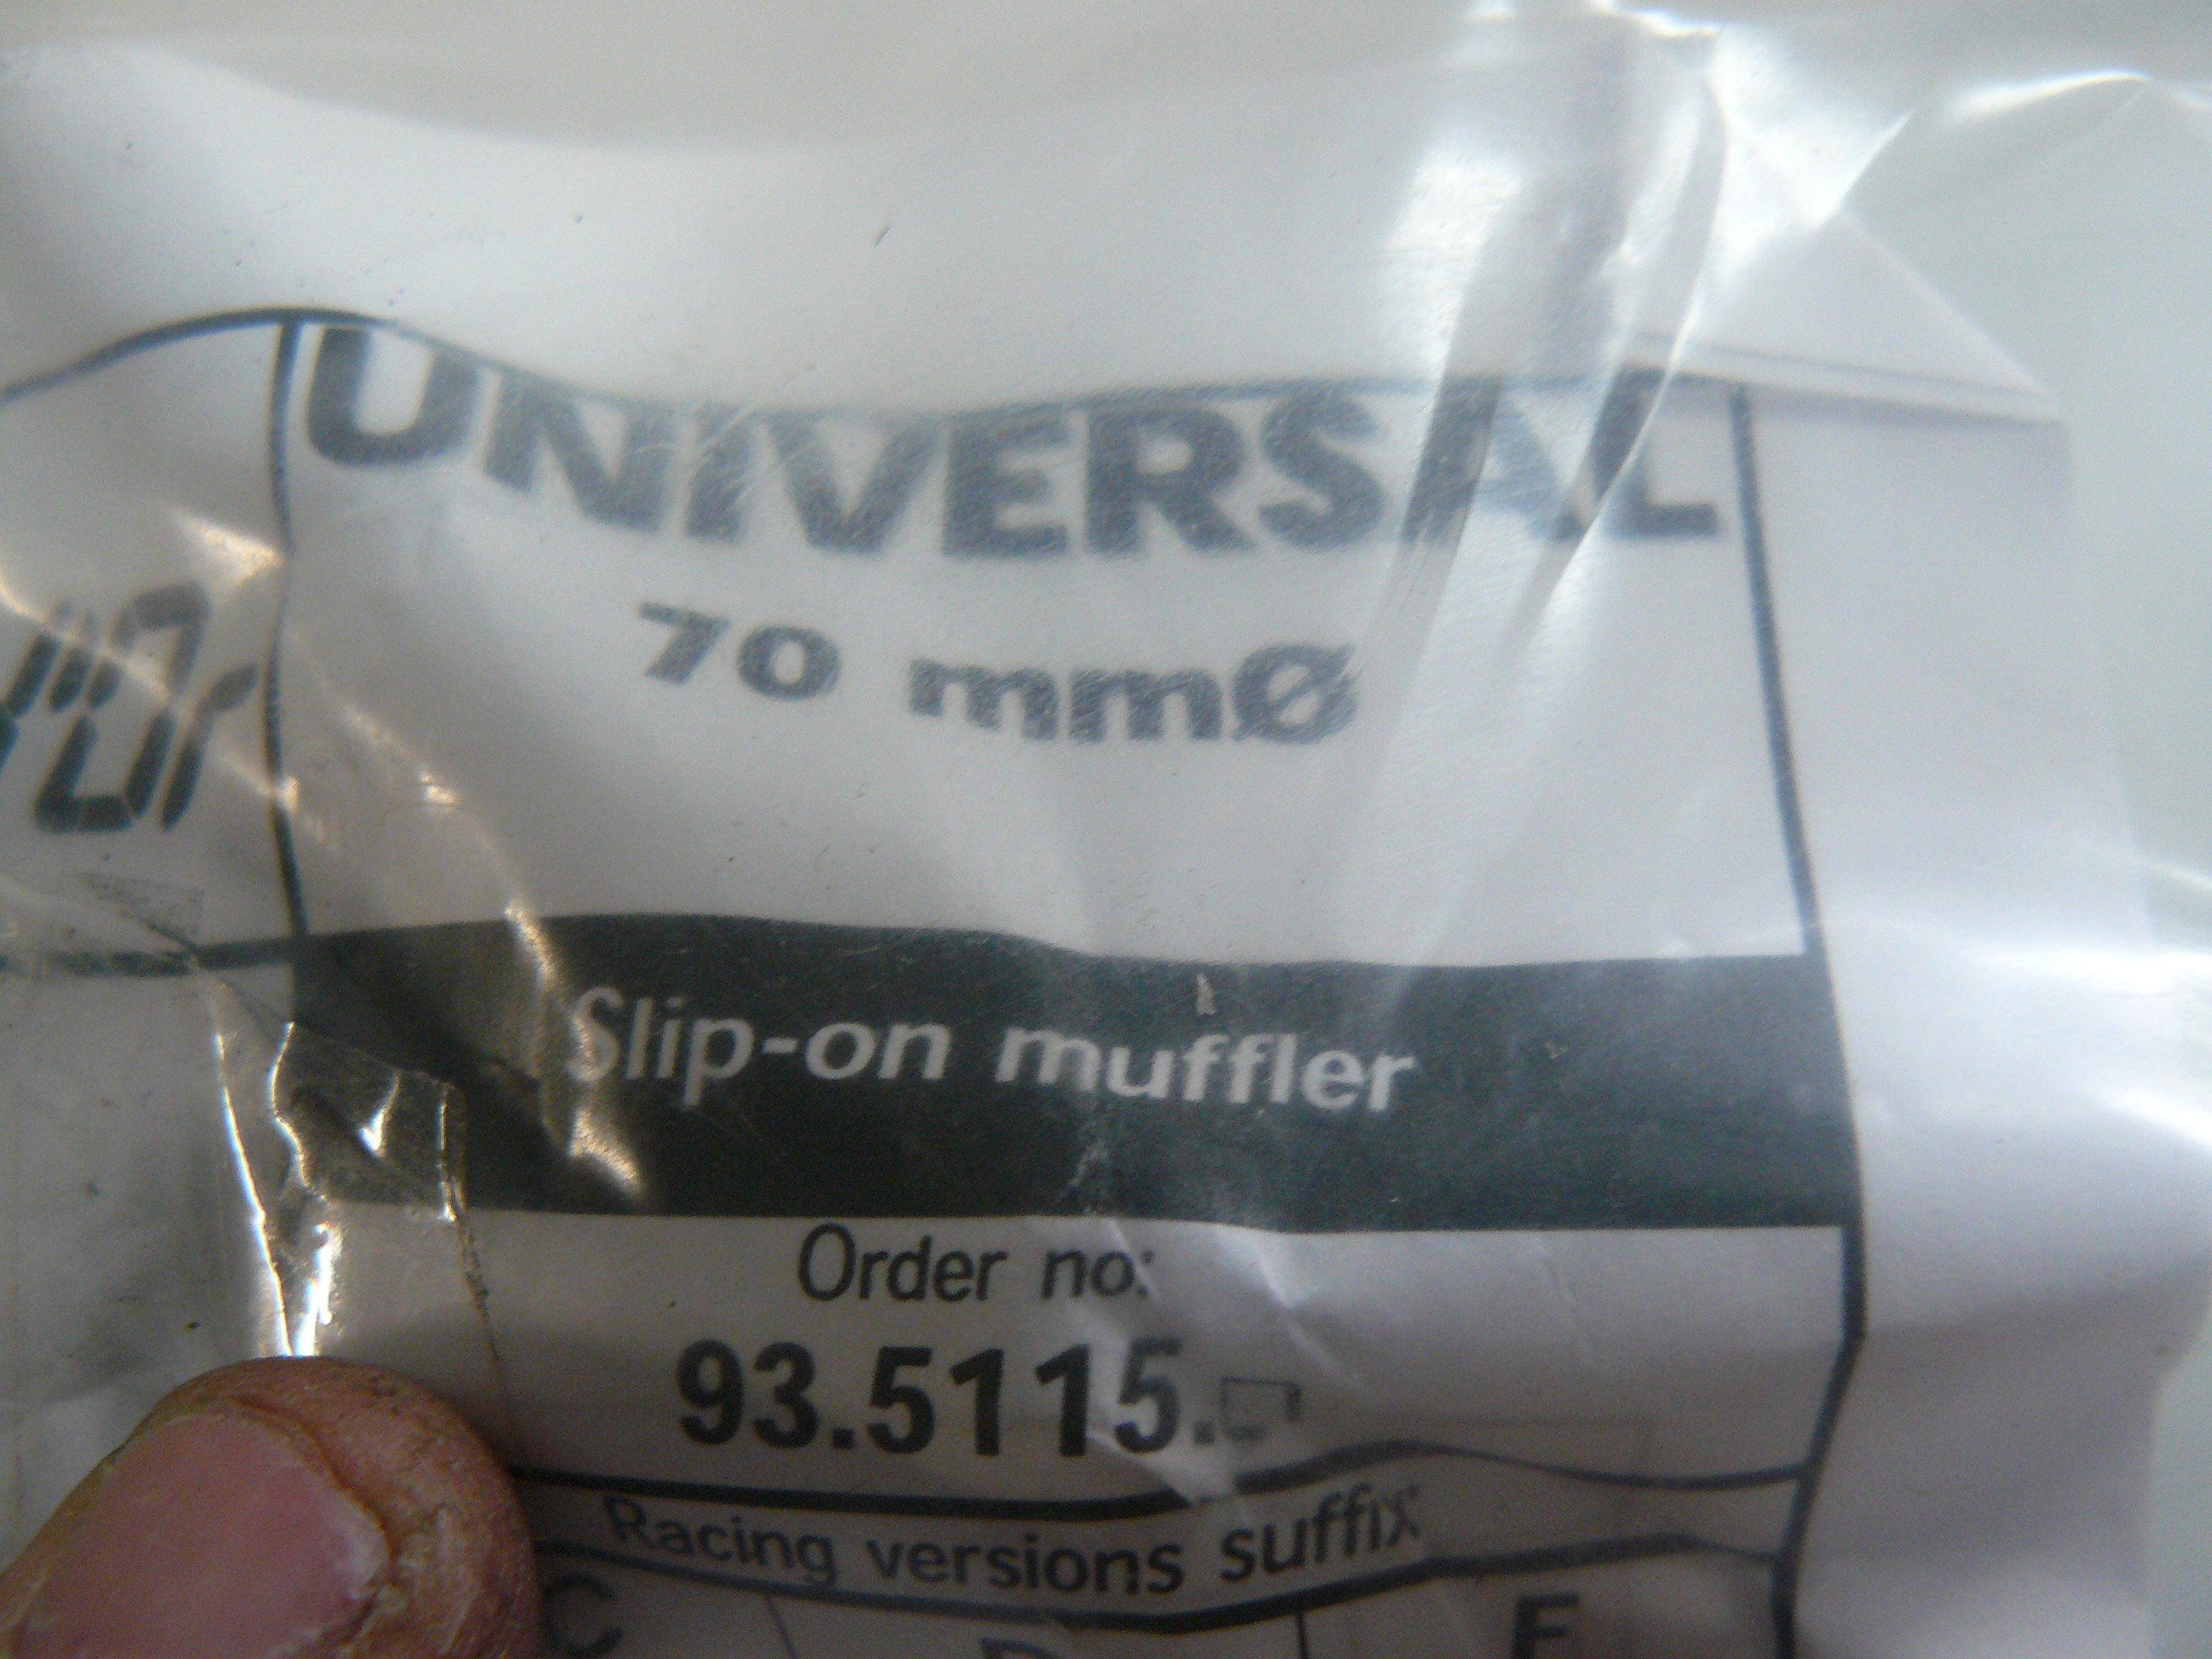 UNIVERSAL
70 mmØ
Slip-on muffler
Order no:
93.5115.
Racing versions suffix
C D E